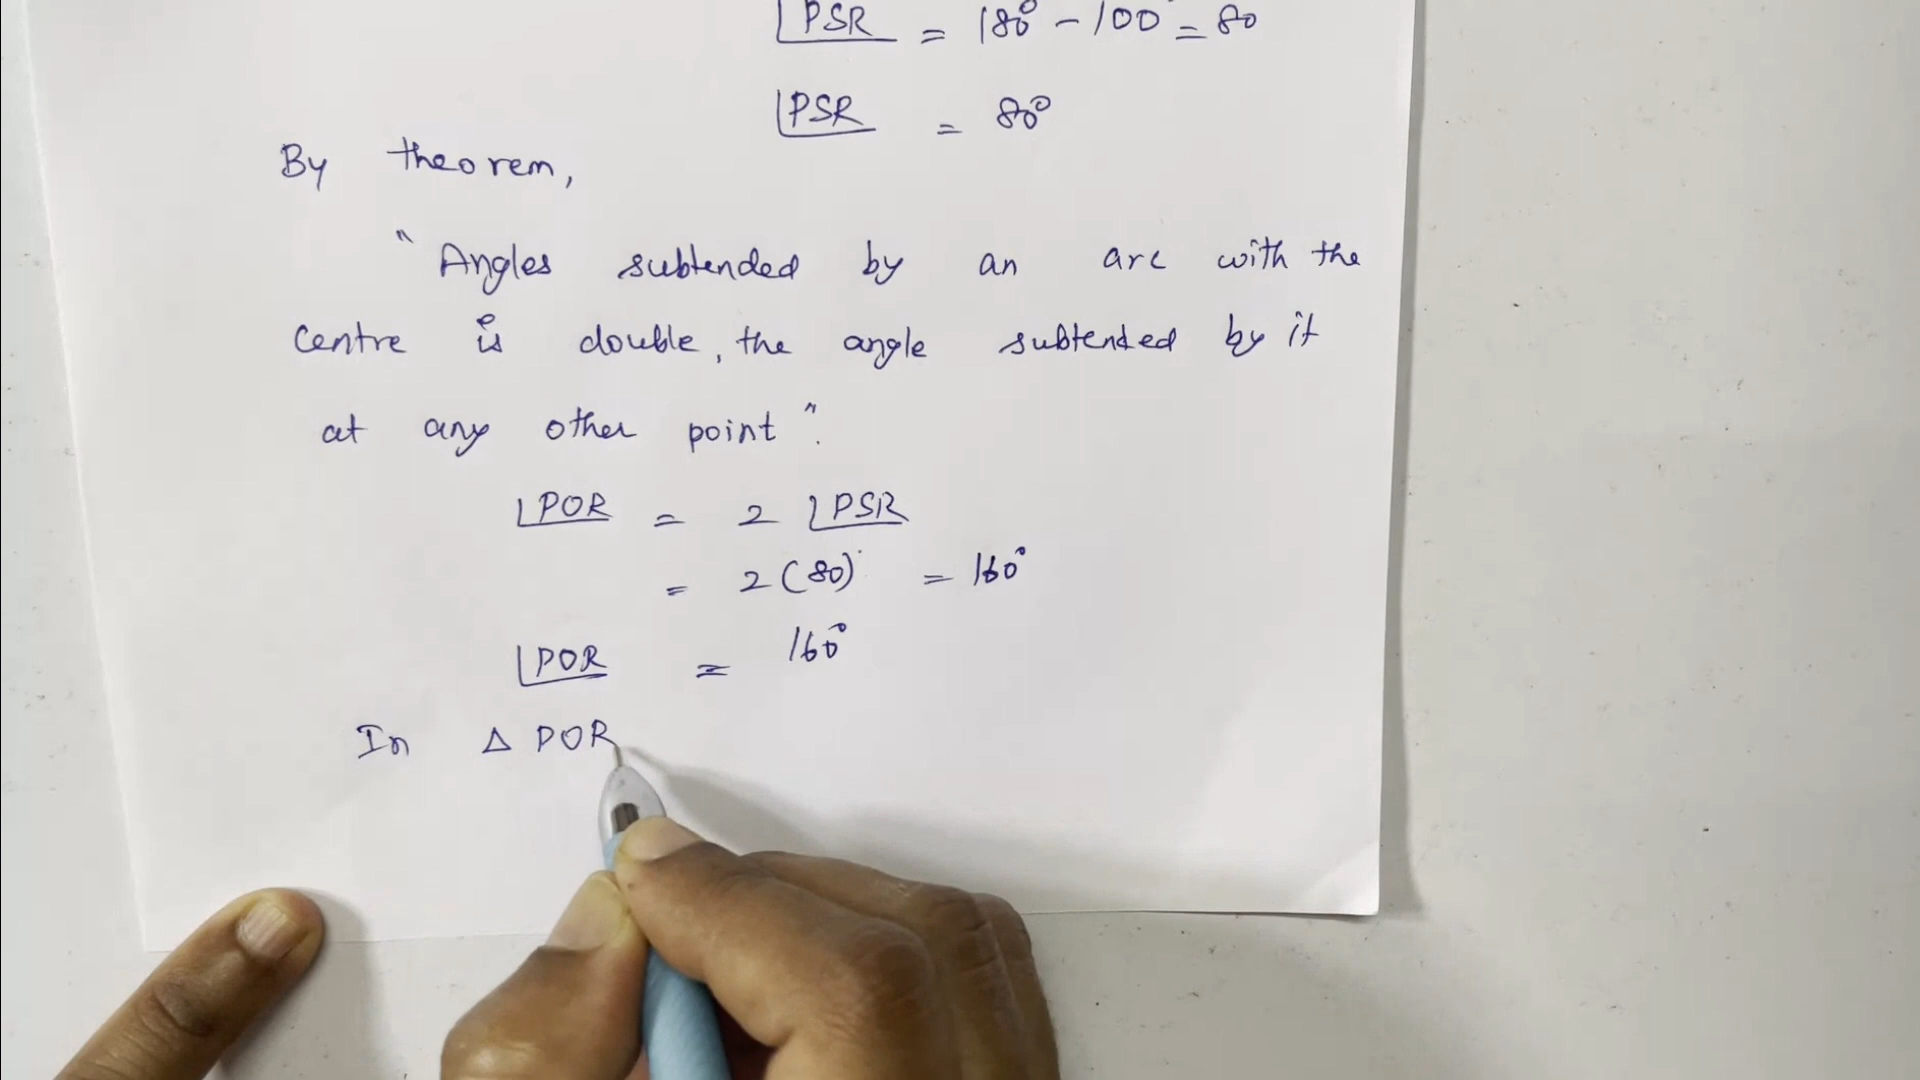 ∠PSR = 180° - 100 = 80
∠PSR = 80°
By theorem,
"Angles subtended by an arc with the
centre is double, the angle subtended by it
at any other point".
∠POR = 2 ∠PSR
= 2(80) = 160°
∠POR = 160°
In Δ POR